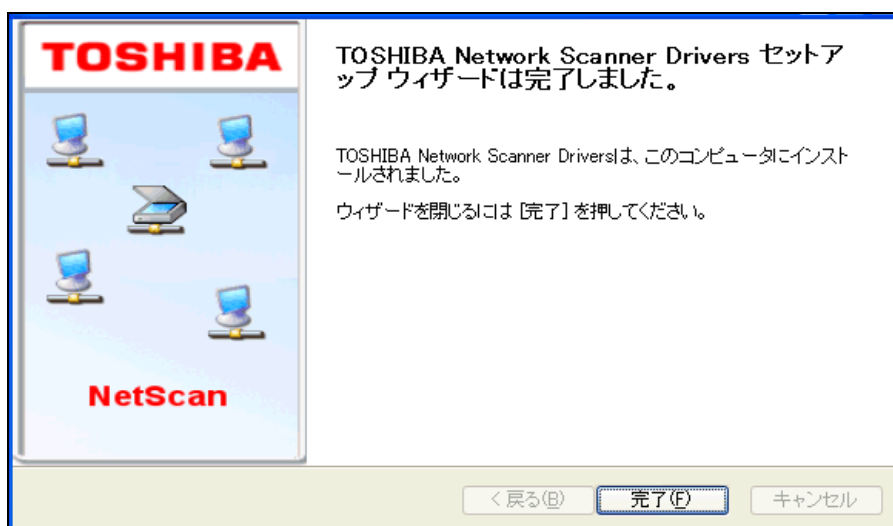 TOSHIBA
NetScan
TOSHIBA Network Scanner Drivers セットア
ップ ウィザードは完了しました。
TOSHIBA Network Scanner Driversは、このコンピュータにインスト
ールされました。
ウィザードを閉じるには [完了] を押してください。
< 戻る(B)
完了(F)
キャンセル